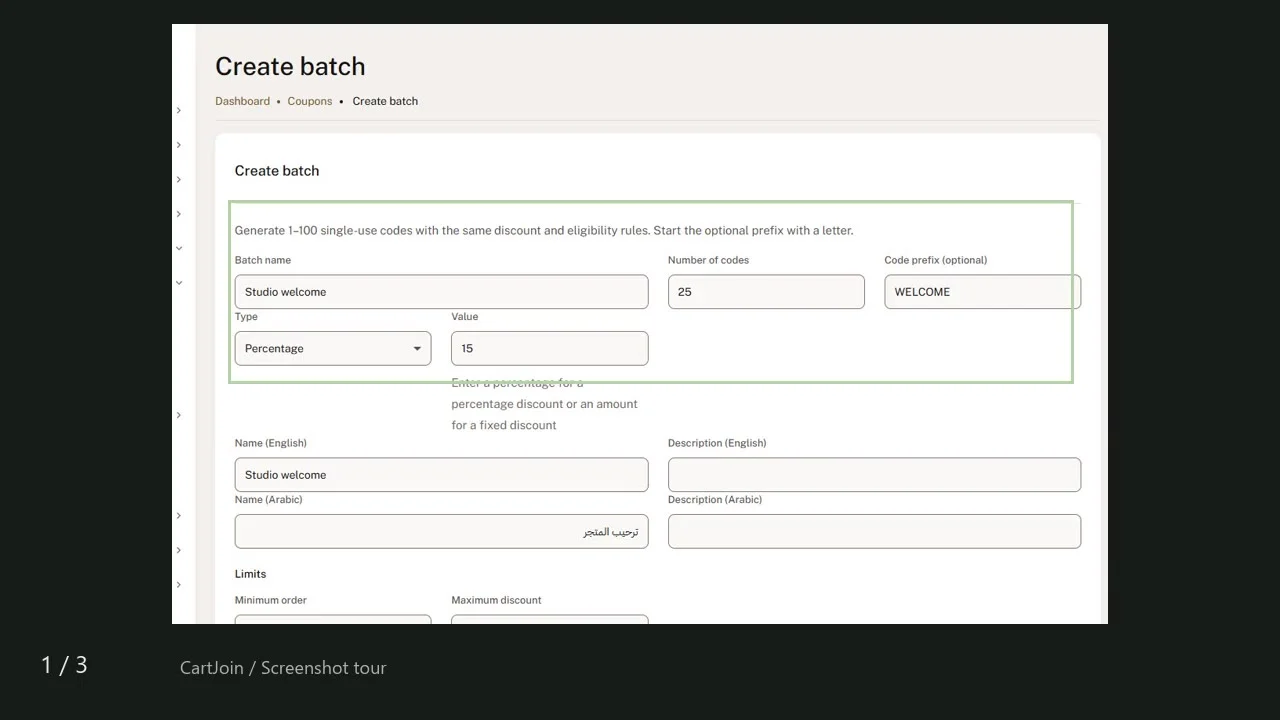 Create batch
Dashboard • Coupons • Create batch
Create batch
Generate 1–100 single-use codes with the same discount and eligibility rules. Start the optional prefix with a letter.
Batch name
Number of codes
Code prefix (optional)
Studio welcome
25
WELCOME
Type
Value
Percentage
15
Enter a percentage for a
percentage discount or an amount
for a fixed discount
Name (English)
Description (English)
Studio welcome
Name (Arabic)
Description (Arabic)
ترحيب المتجر
Limits
Minimum order
Maximum discount
1 / 3
CartJoin / Screenshot tour